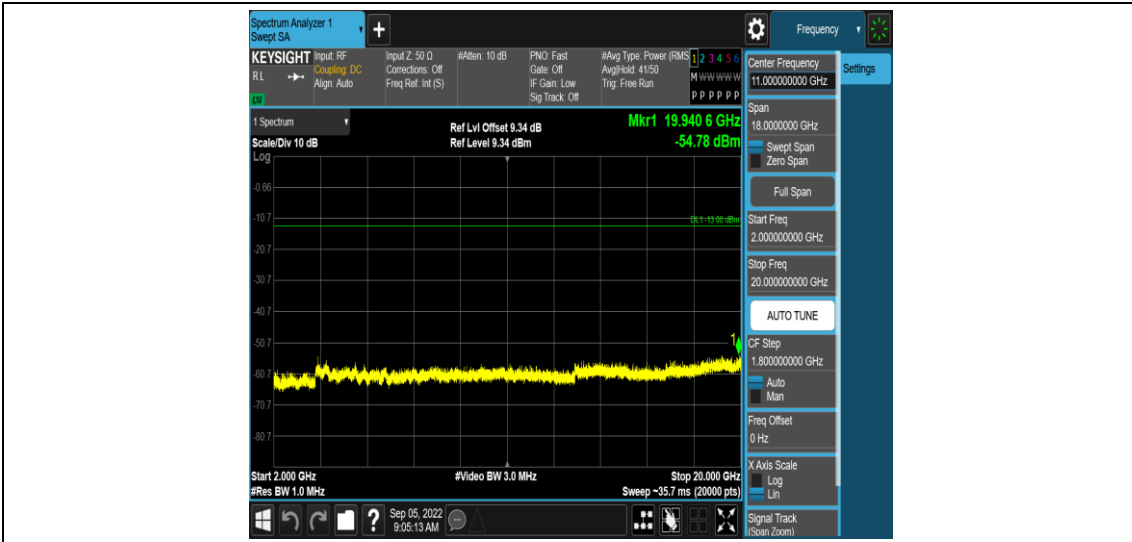 Spectrum Analyzer 1
Swept SA
+
Frequency
KEYSIGHT
RL
LXI
Input: RF
Coupling: DC
Align: Auto
Input Z: 50 Ω
Corrections: Off
Freq Ref: Int (S)
#Atten: 10 dB
PNO: Fast
Gate: Off
IF Gain: Low
Sig Track: Off
#Avg Type: Power (RMS
Avg|Hold: 41/50
Trig: Free Run
1 2 3 4 5 6
M W W W W W
P P P P P P
Center Frequency
11.000000000 GHz
Settings
Span
18.0000000 GHz
Swept Span
Zero Span
Full Span
Start Freq
2.000000000 GHz
Stop Freq
20.000000000 GHz
AUTO TUNE
CF Step
1.800000000 GHz
Auto
Man
Freq Offset
0 Hz
X Axis Scale
Log
Lin
Signal Track
(Span Zoom)
1 Spectrum
Scale/Div 10 dB
Log
Ref Lvl Offset 9.34 dB
Ref Level 9.34 dBm
Mkr1 19.940 6 GHz
-54.78 dBm
-0.66
-10.7
DL1 -13.00 dBm
-20.7
-30.7
-40.7
-50.7
1
-60.7
-70.7
-80.7
Start 2.000 GHz
#Video BW 3.0 MHz
Stop 20.000 GHz
#Res BW 1.0 MHz
Sweep ~35.7 ms (20000 pts)
?
Sep 05, 2022
9:05:13 AM